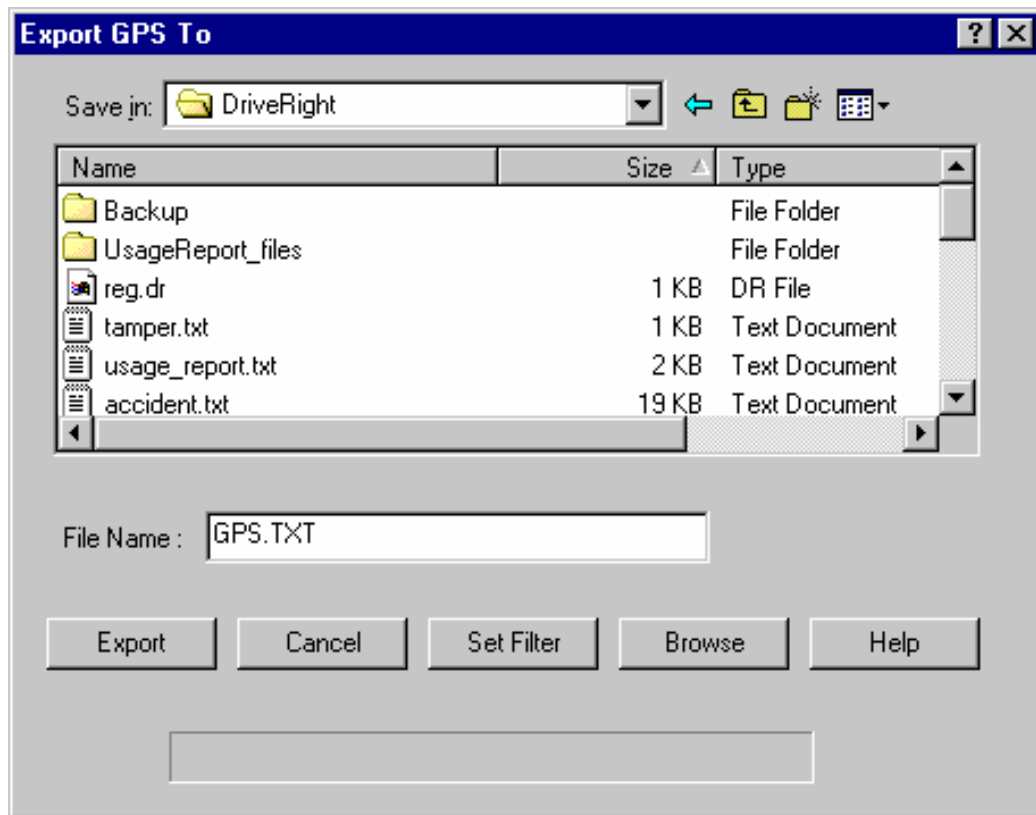 Export GPS To
Save in: DriveRight
Name Size Type
Backup File Folder
UsageReport_files File Folder
reg.dr 1 KB DR File
tamper.txt 1 KB Text Document
usage_report.txt 2 KB Text Document
accident.txt 19 KB Text Document
File Name : GPS.TXT
Export Cancel Set Filter Browse Help